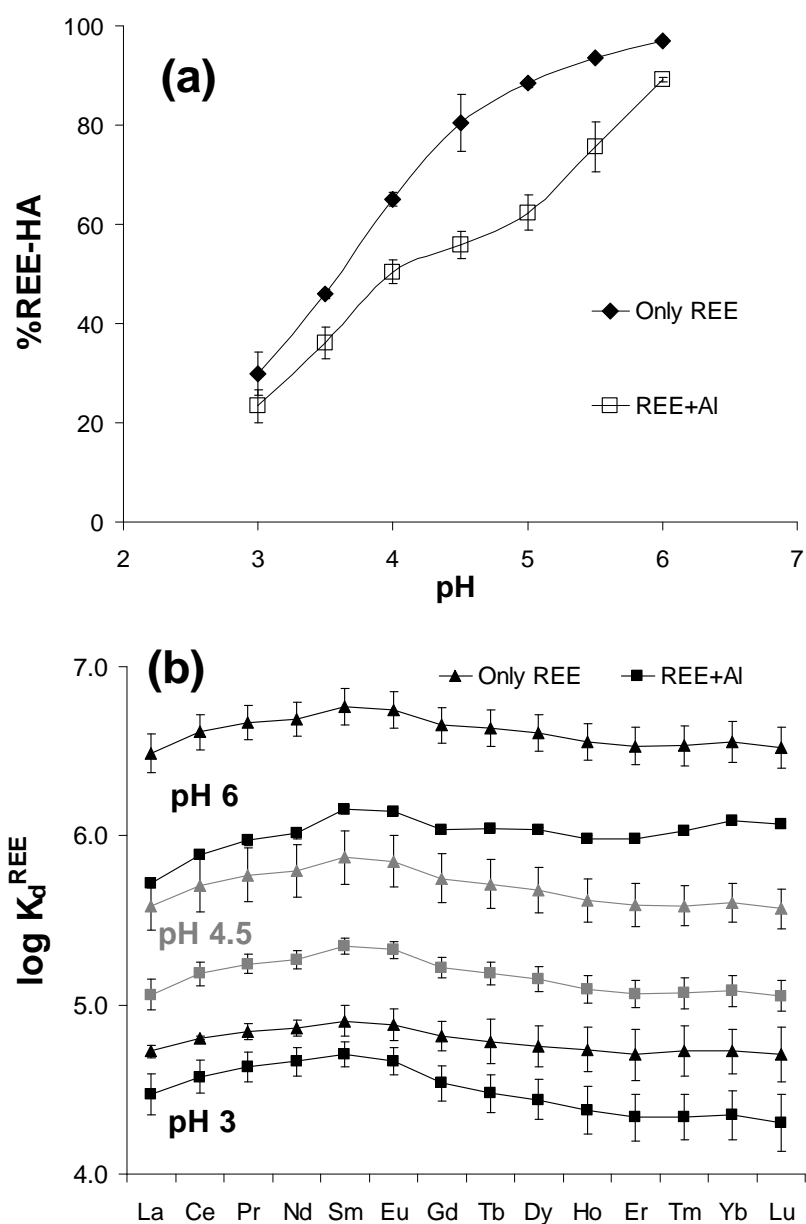 100
(a)
80
60
%REE-HA
40
Only REE
REE+Al
20
0
2 3 4 5 6 7
pH
7.0
(b)
Only REE REE+Al
pH 6
6.0
log Kd^REE
pH 4.5
5.0
pH 3
4.0
La Ce Pr Nd Sm Eu Gd Tb Dy Ho Er Tm Yb Lu